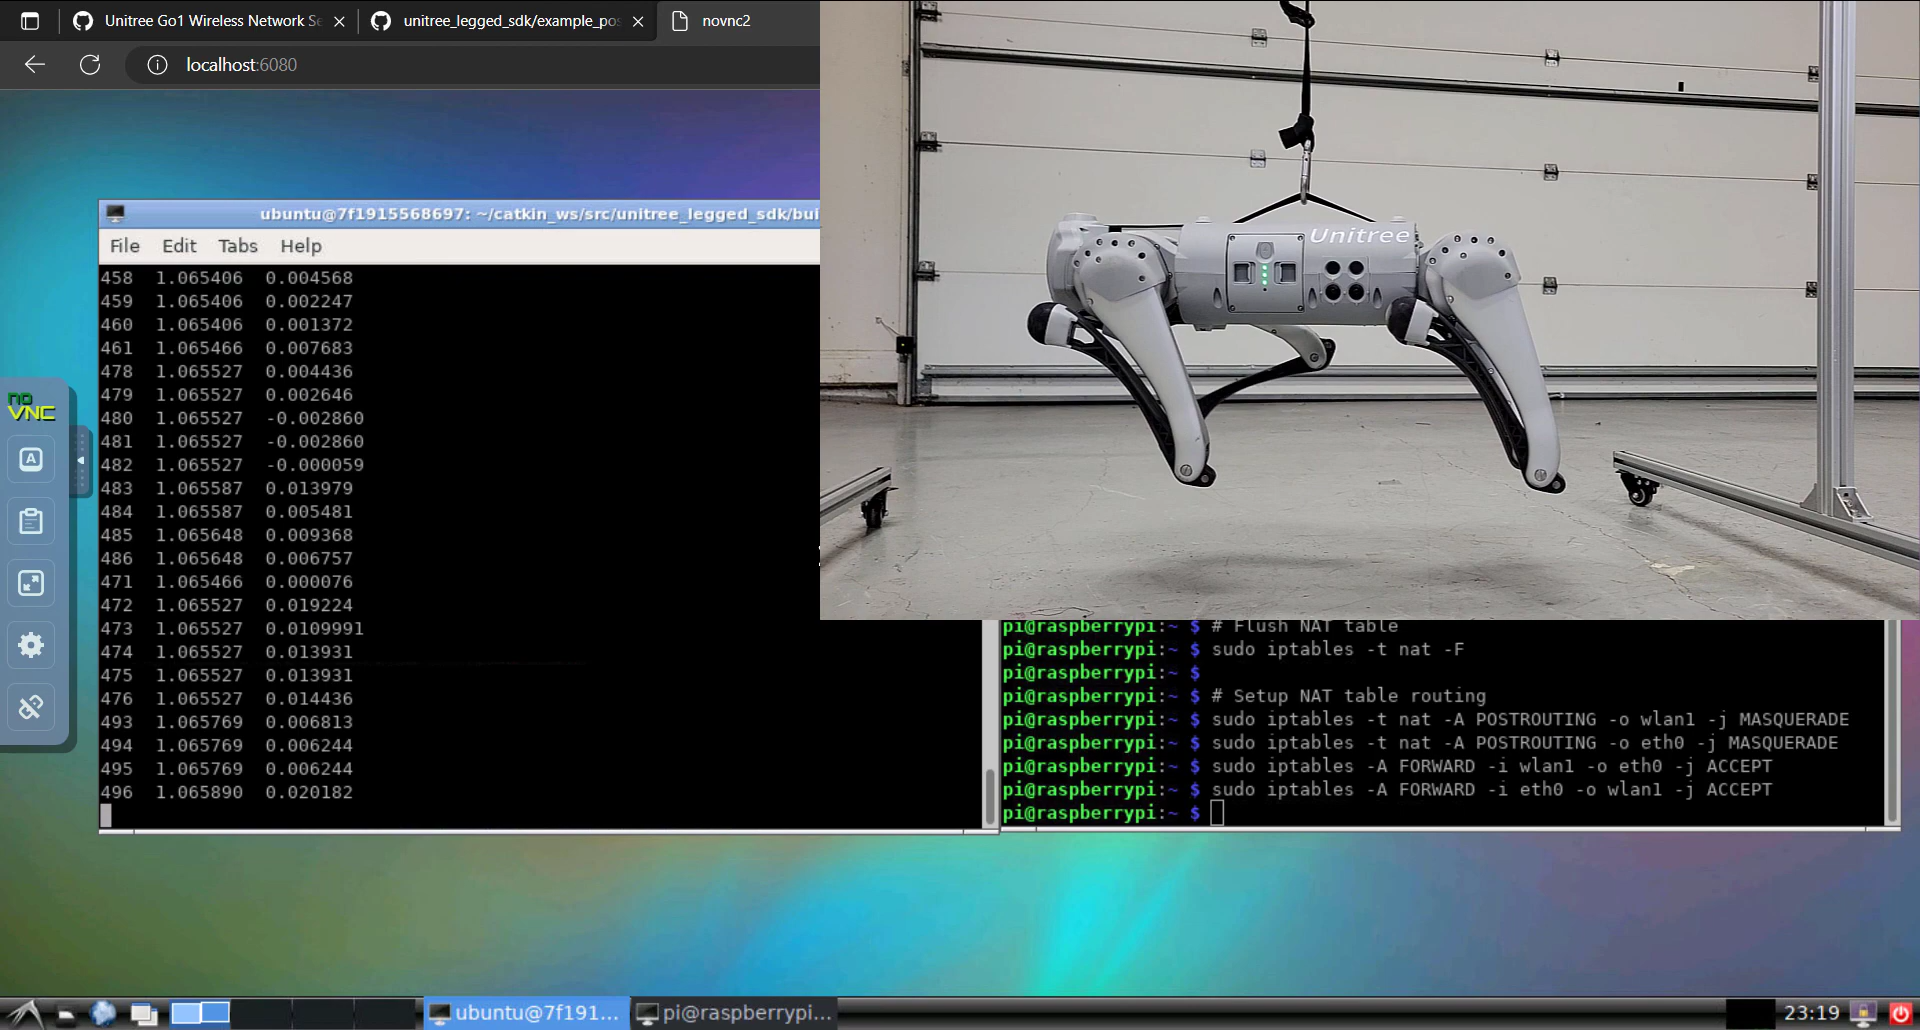 Unitree Go1 Wireless Network Se
unitree_legged_sdk/example_pos
novnc2
localhost:6080
Unitree
no
VNC
A
ubuntu@7f1915568697: ~/catkin_ws/src/unitree_legged_sdk/bui
File Edit Tabs Help
458 1.065406 0.004568
459 1.065406 0.002247
460 1.065406 0.001372
461 1.065466 0.007683
478 1.065527 0.004436
479 1.065527 0.002646
480 1.065527 -0.002860
481 1.065527 -0.002860
482 1.065527 -0.000059
483 1.065587 0.013979
484 1.065587 0.005481
485 1.065648 0.009368
486 1.065648 0.006757
471 1.065466 0.000076
472 1.065527 0.019224
473 1.065527 0.0109991
474 1.065527 0.013931
475 1.065527 0.013931
476 1.065527 0.014436
493 1.065769 0.006813
494 1.065769 0.006244
495 1.065769 0.006244
496 1.065890 0.020182
pi@raspberrypi:~ $ # Flush NAT table
pi@raspberrypi:~ $ sudo iptables -t nat -F
pi@raspberrypi:~ $
pi@raspberrypi:~ $ # Setup NAT table routing
pi@raspberrypi:~ $ sudo iptables -t nat -A POSTROUTING -o wlan1 -j MASQUERADE
pi@raspberrypi:~ $ sudo iptables -t nat -A POSTROUTING -o eth0 -j MASQUERADE
pi@raspberrypi:~ $ sudo iptables -A FORWARD -i wlan1 -o eth0 -j ACCEPT
pi@raspberrypi:~ $ sudo iptables -A FORWARD -i eth0 -o wlan1 -j ACCEPT
pi@raspberrypi:~ $
ubuntu@7f191...
pi@raspberrypi...
23:19